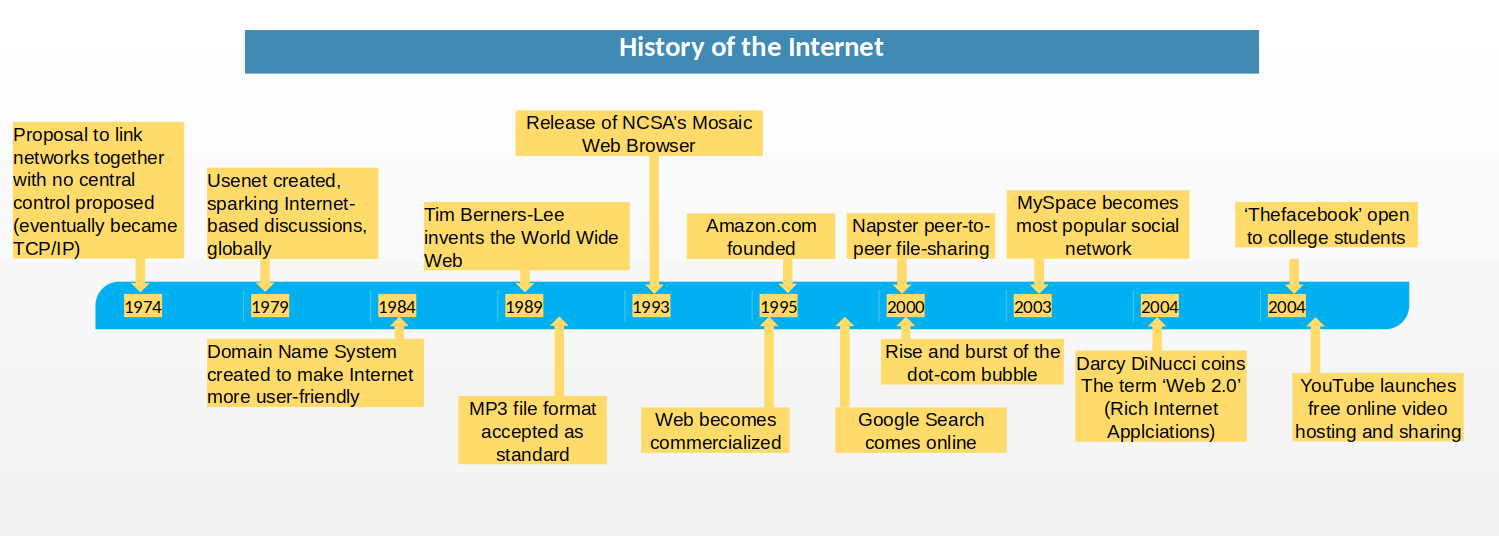 History of the Internet
Release of NCSA’s Mosaic
Web Browser
Proposal to link
networks together
with no central
control proposed
(eventually became
TCP/IP)
Usenet created,
sparking Internet-
based discussions,
globally
Tim Berners-Lee
invents the World Wide
Web
Amazon.com
founded
Napster peer-to-
peer file-sharing
MySpace becomes
most popular social
network
‘Thefacebook’ open
to college students
1974
1979
1984
1989
1993
1995
2000
2003
2004
2004
Domain Name System
created to make Internet
more user-friendly
MP3 file format
accepted as
standard
Web becomes
commercialized
Google Search
comes online
Rise and burst of the
dot-com bubble
Darcy DiNucci coins
The term ‘Web 2.0’
(Rich Internet
Applciations)
YouTube launches
free online video
hosting and sharing